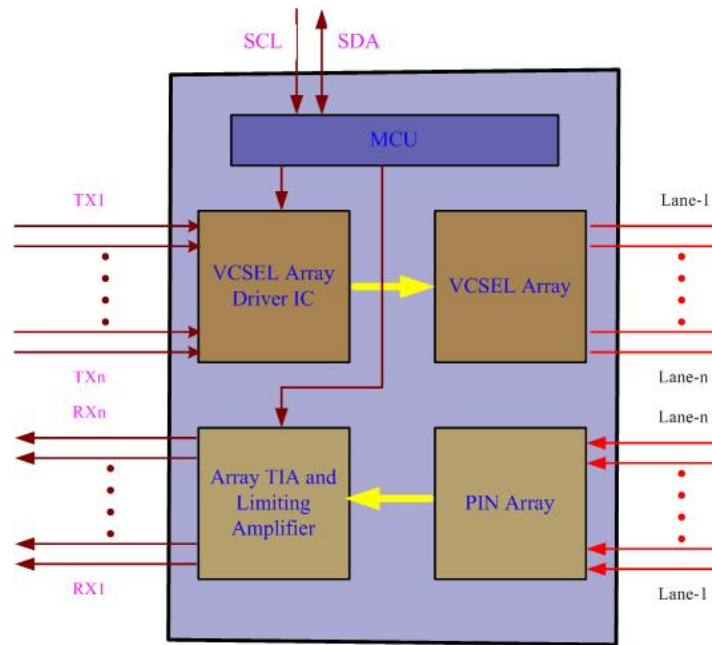 SCL SDA
MCU
TX1 Lane-1
VCSEL Array
Driver IC
VCSEL Array
TXn Lane-n
RXn Lane-n
Array TIA and
Limiting
Amplifier
PIN Array
RX1 Lane-1